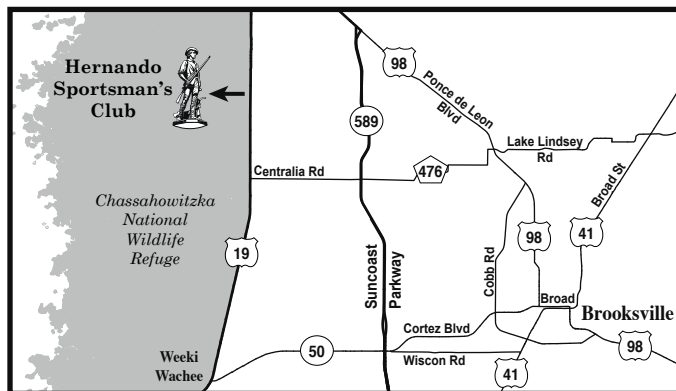 Hernando
Sportsman's
Club
98
Ponce de Leon
Blvd
589
Lake Lindsey
Rd
Centralia Rd
476
Broad St
Chassahowitzka
National
Wildlife
Refuge
19
Suncoast
Parkway
Cobb Rd
98
41
Broad
Brooksville
Cortez Blvd
Weeki
Wachee
50
Wiscon Rd
98
41